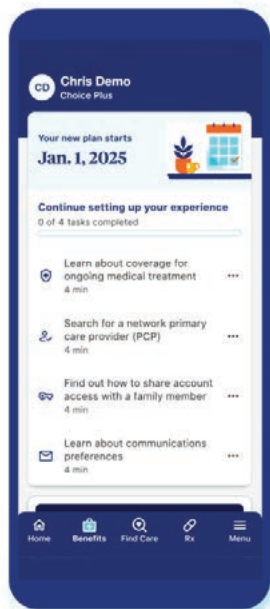 CD
Chris Demo
Choice Plus
Your new plan starts
Jan. 1, 2025
Continue setting up your experience
0 of 4 tasks completed
Learn about coverage for
ongoing medical treatment
4 min
Search for a network primary
care provider (PCP)
4 min
Find out how to share account
access with a family member
4 min
Learn about communications
preferences
4 min
Home Benefits Find Care Rx Menu